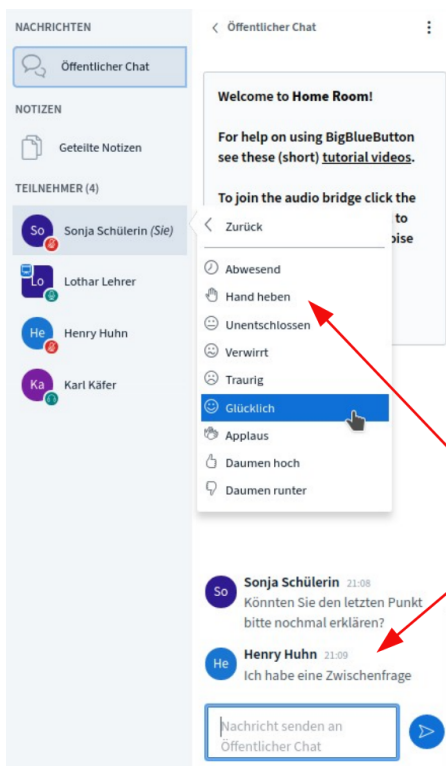 NACHRICHTEN
Öffentlicher Chat
NOTIZEN
Geteilte Notizen
TEILNEHMER (4)
So
Sonja Schülerin (Sie)
Lo
Lothar Lehrer
He
Henry Huhn
Ka
Karl Käfer
Öffentlicher Chat
Welcome to Home Room!
For help on using BigBlueButton
see these (short) tutorial videos.
To join the audio bridge click the
to
oise
Zurück
Abwesend
Hand heben
Unentschlossen
Verwirrt
Traurig
Glücklich
Applaus
Daumen hoch
Daumen runter
So
Sonja Schülerin 21:08
Könnten Sie den letzten Punkt
bitte nochmal erklären?
He
Henry Huhn 21:09
Ich habe eine Zwischenfrage
Nachricht senden an
Öffentlicher Chat